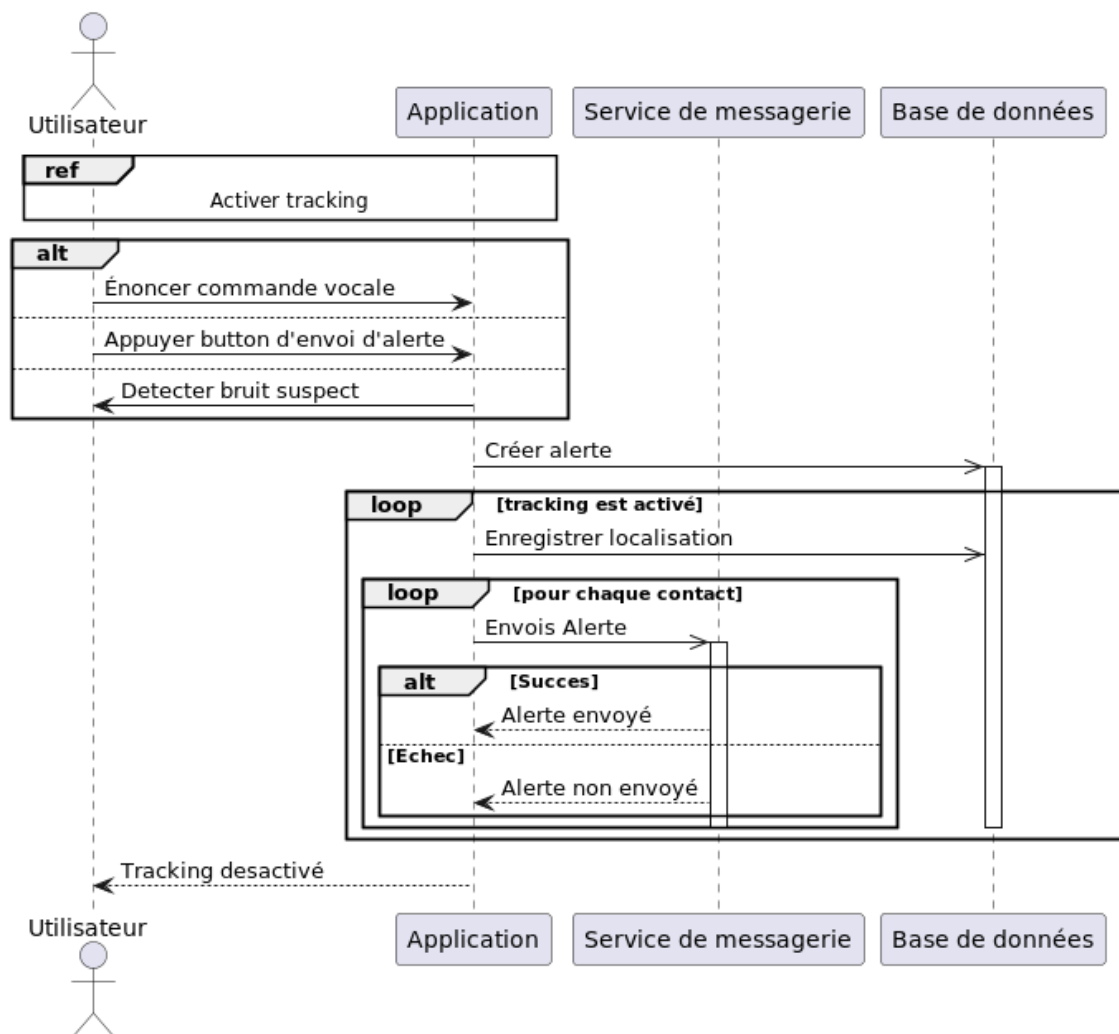 Utilisateur
Application
Service de messagerie
Base de données
ref
Activer tracking
alt
Énoncer commande vocale
Appuyer button d'envoi d'alerte
Detecter bruit suspect
Créer alerte
loop [tracking est activé]
Enregistrer localisation
loop [pour chaque contact]
Envois Alerte
alt [Succes]
Alerte envoyé
[Echec]
Alerte non envoyé
Tracking desactivé
Utilisateur
Application
Service de messagerie
Base de données